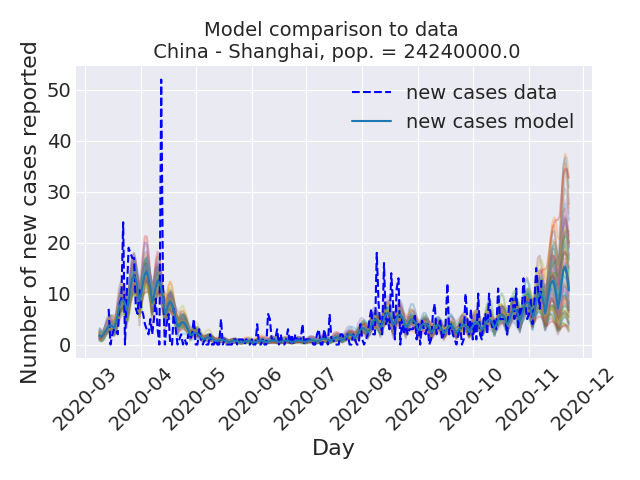 Model comparison to data
China - Shanghai, pop. = 24240000.0
Number of new cases reported
50
40
30
20
10
0
new cases data
new cases model
2020-03
2020-04
2020-05
2020-06
2020-07
2020-08
2020-09
2020-10
2020-11
2020-12
Day